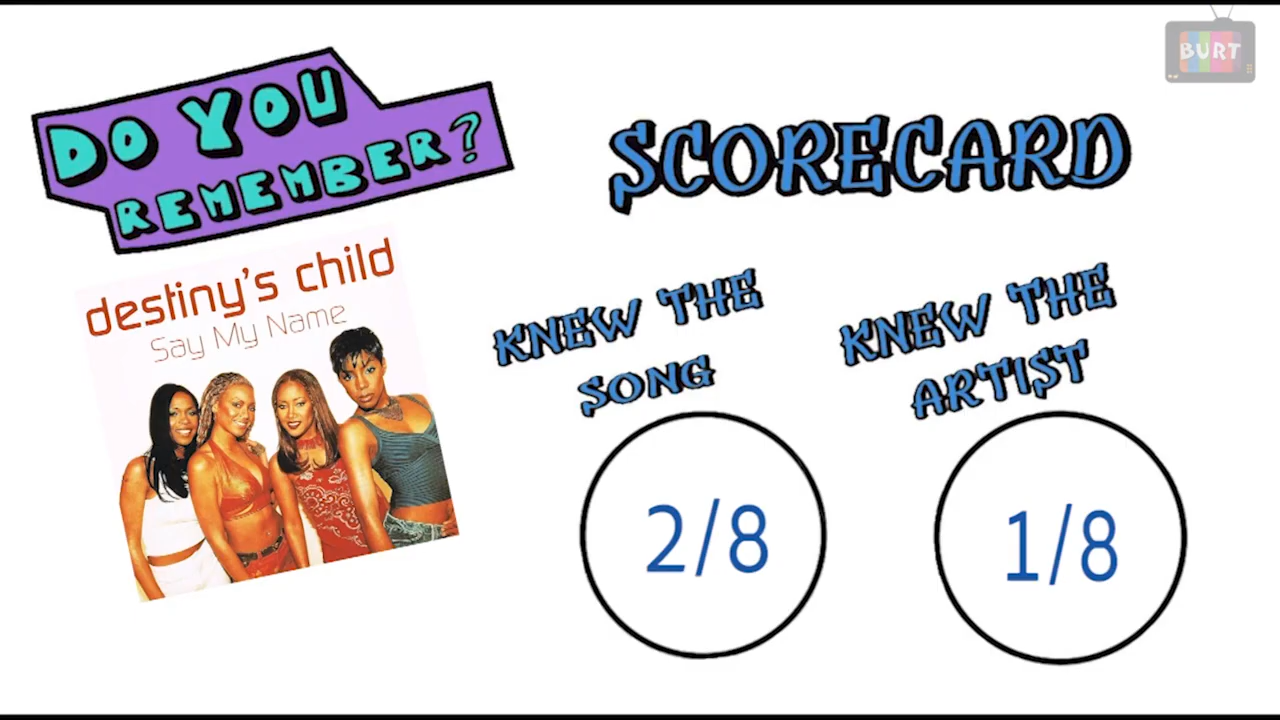 DO YOU
REMEMBER?
BURT
SCORECARD
destiny's child
Say My Name
KNEW THE
SONG
2/8
KNEW THE
ARTIST
1/8